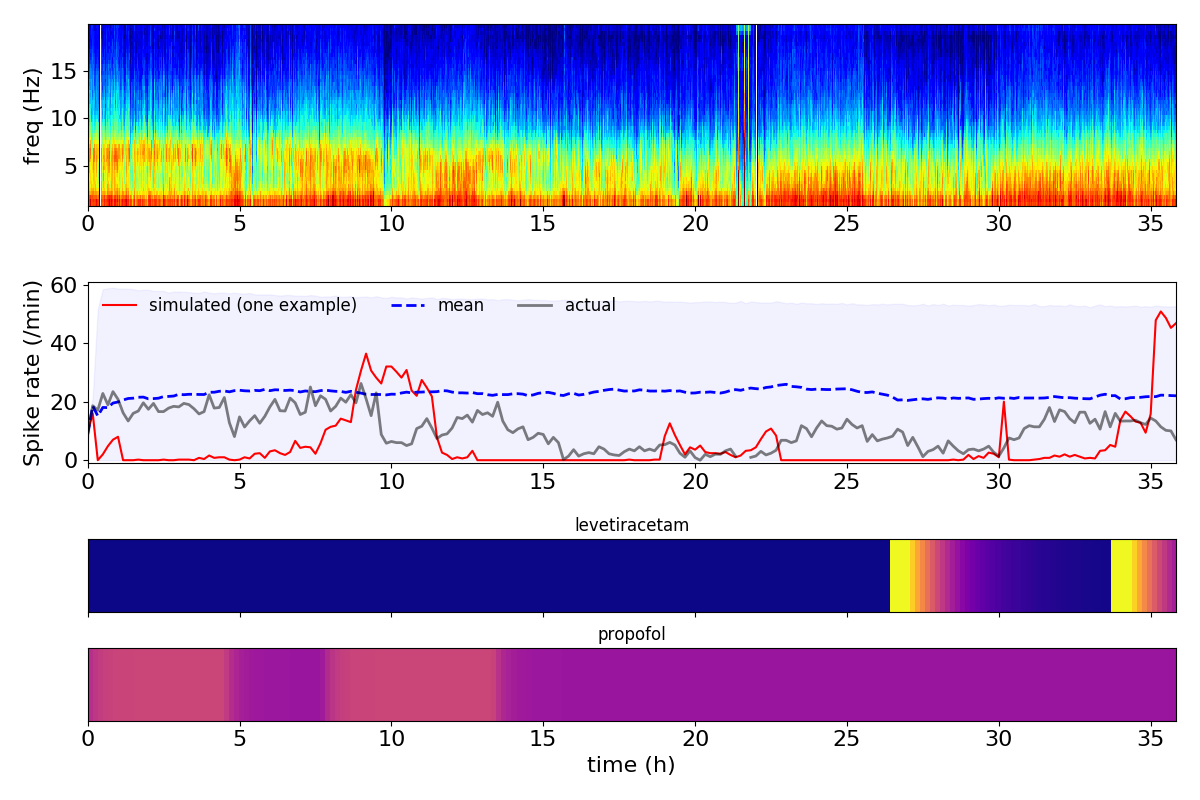 freq (Hz)
15
10
5
0 5 10 15 20 25 30 35
Spike rate (/min)
60
40
20
0
simulated (one example) mean actual
0 5 10 15 20 25 30 35
levetiracetam
propofol
0 5 10 15 20 25 30 35
time (h)